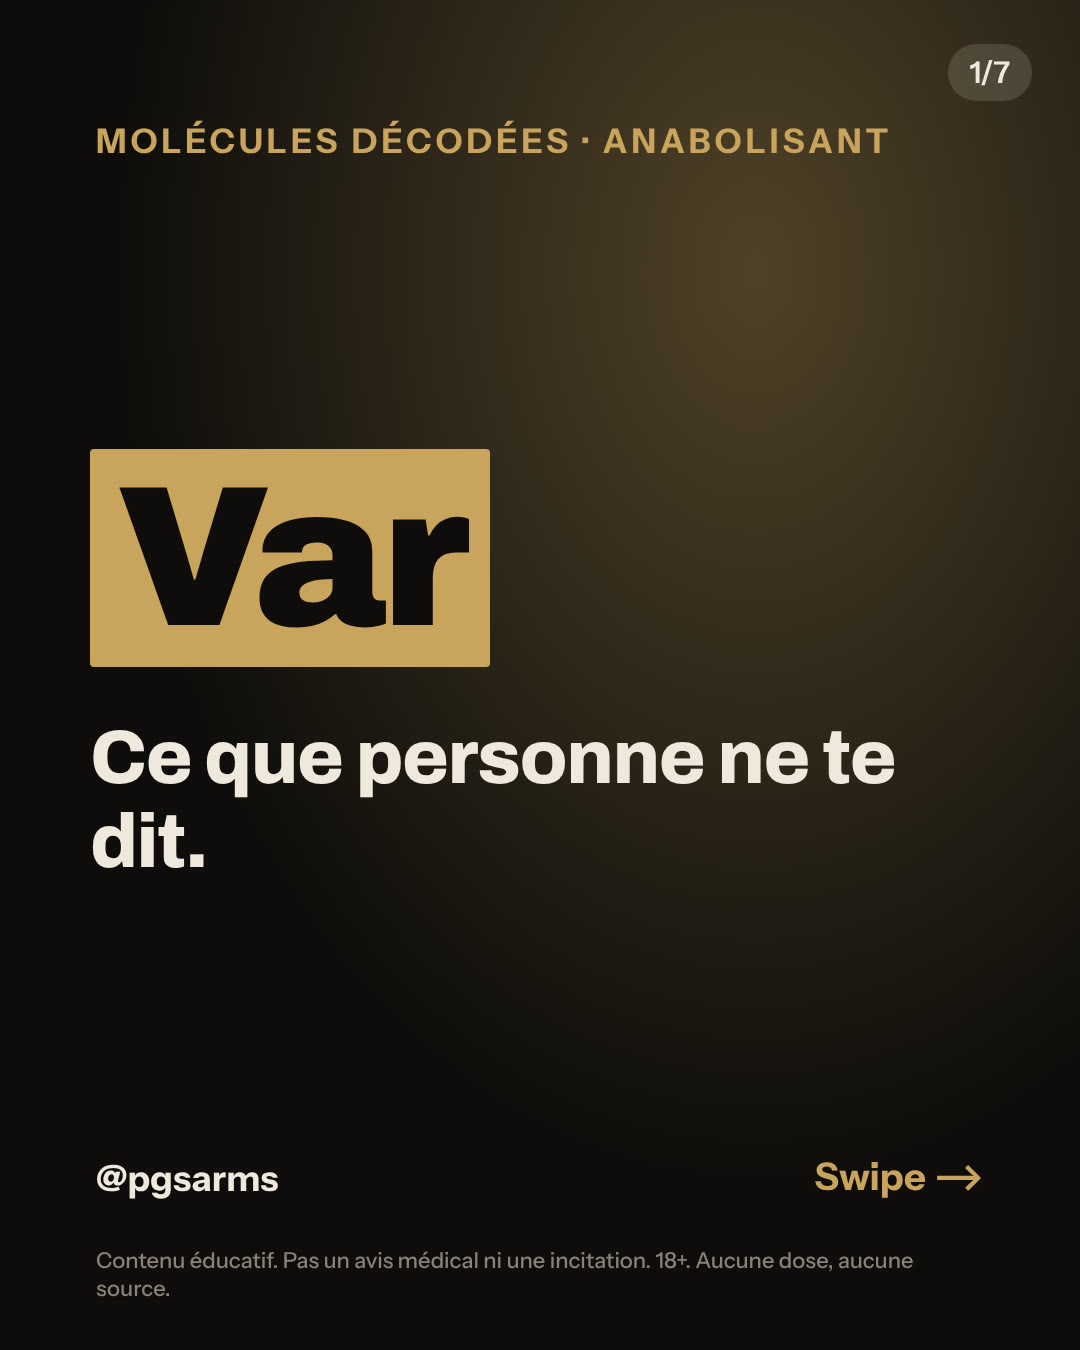 1/7
MOLÉCULES DÉCODÉES · ANABOLISANT
Var
Ce que personne ne te
dit.
@pgsarms
Swipe →
Contenu éducatif. Pas un avis médical ni une incitation. 18+. Aucune dose, aucune
source.